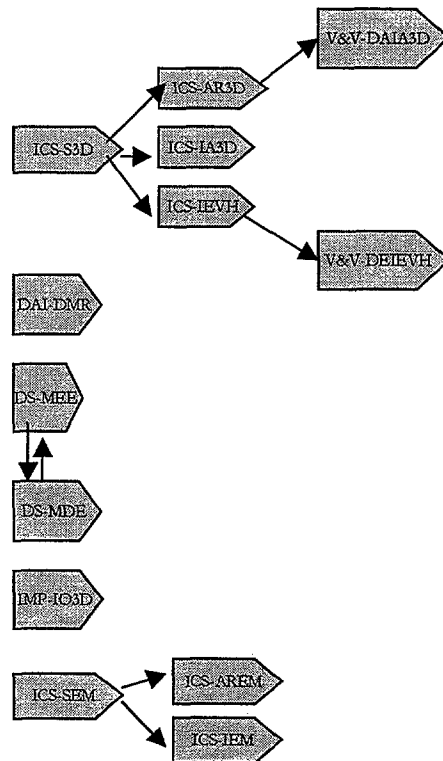 V&V-DAIA3D
ICS-AR3D
ICS-S3D
ICS-IA3D
ICS-IEVH
V&V-DEIEVH
DAI-DMR
DS-MEE
DS-MDE
IMP-IO3D
ICS-SEM
ICS-AREM
ICS-IEM